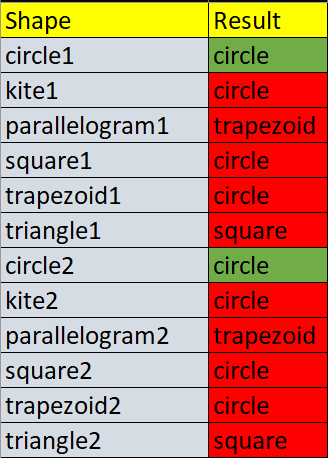 Shape Result
circle1 circle
kite1 circle
parallelogram1 trapezoid
square1 circle
trapezoid1 circle
triangle1 square
circle2 circle
kite2 circle
parallelogram2 trapezoid
square2 circle
trapezoid2 circle
triangle2 square